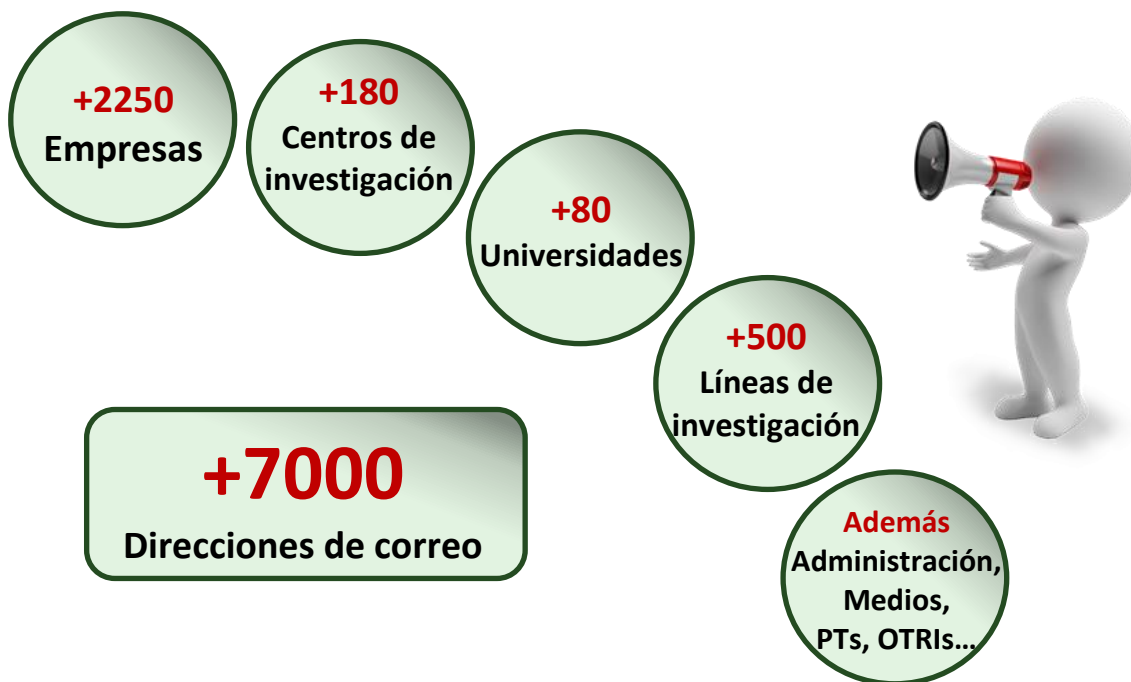 +2250
Empresas
+180
Centros de
investigación
+80
Universidades
+500
Líneas de
investigación
+7000
Direcciones de correo
Además
Administración,
Medios,
PTs, OTRIs...